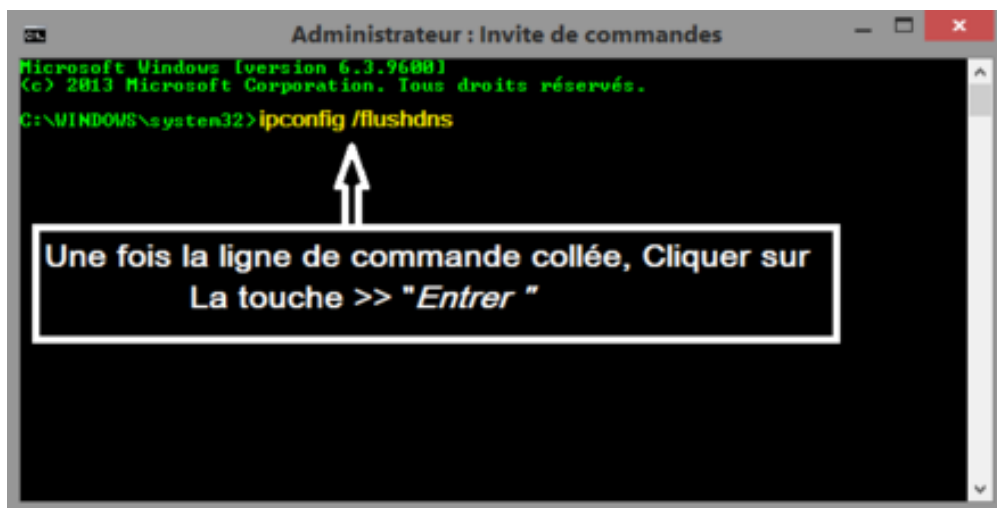 Administrateur : Invite de commandes
Microsoft Windows [version 6.3.9600]
(c) 2013 Microsoft Corporation. Tous droits réservés.
C:\WINDOWS\system32>ipconfig /flushdns
Une fois la ligne de commande collée, Cliquer sur
La touche >> "Entrer "